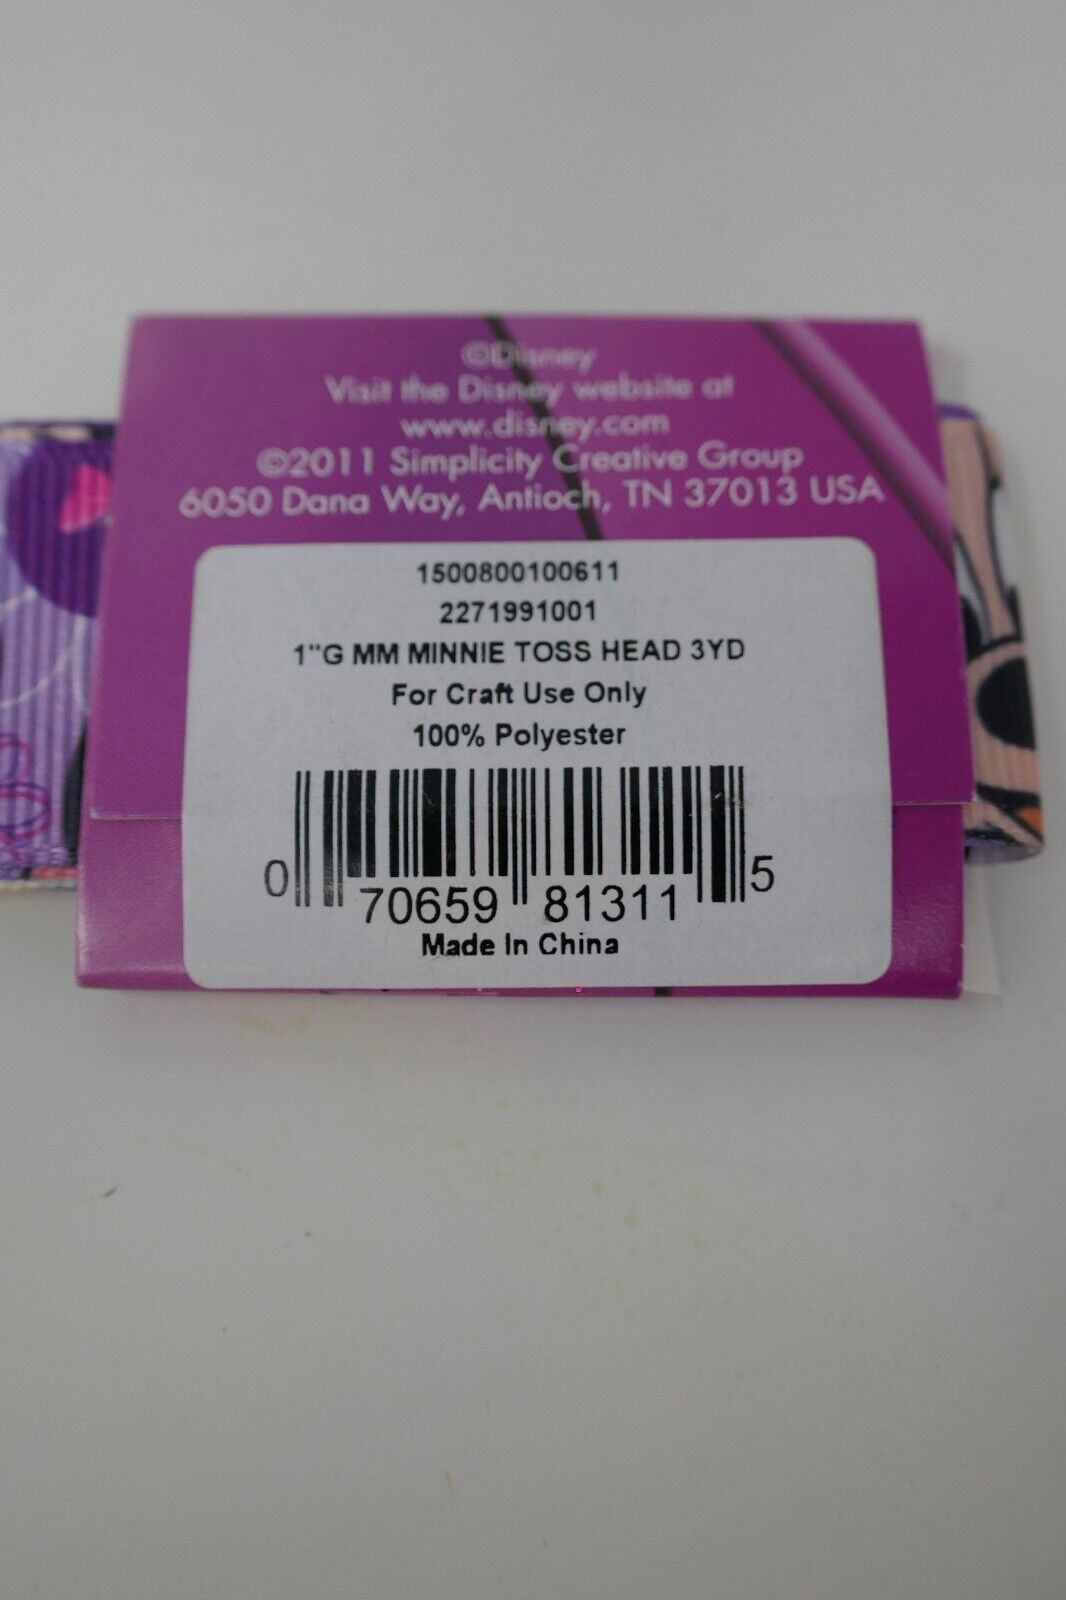 ©Disney
Visit the Disney website at
www.disney.com
©2011 Simplicity Creative Group
6050 Dana Way, Antioch, TN 37013 USA
1500800100611
2271991001
1"G MM MINNIE TOSS HEAD 3YD
For Craft Use Only
100% Polyester
0 70659 81311 5
Made In China